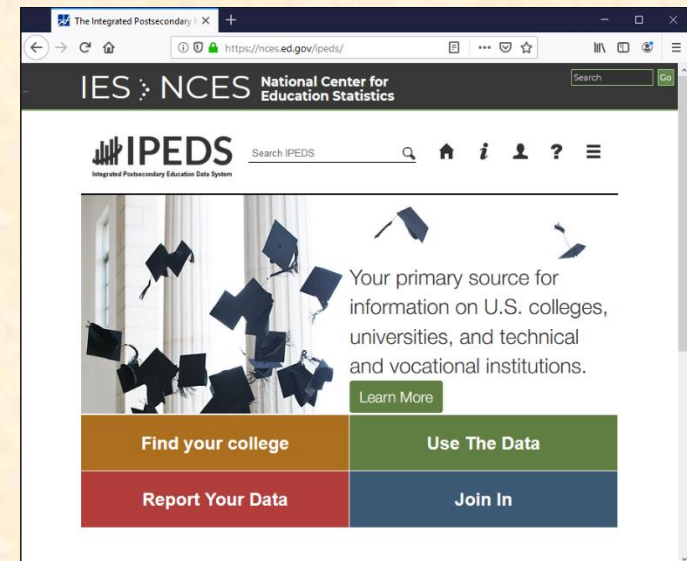 The Integrated Postsecondary E
https://nces.ed.gov/ipeds/
IES NCES National Center for
Education Statistics
Search
Go
IPEDS
Integrated Postsecondary Education Data System
Search IPEDS
Your primary source for
information on U.S. colleges,
universities, and technical
and vocational institutions.
Learn More
Find your college
Use The Data
Report Your Data
Join In